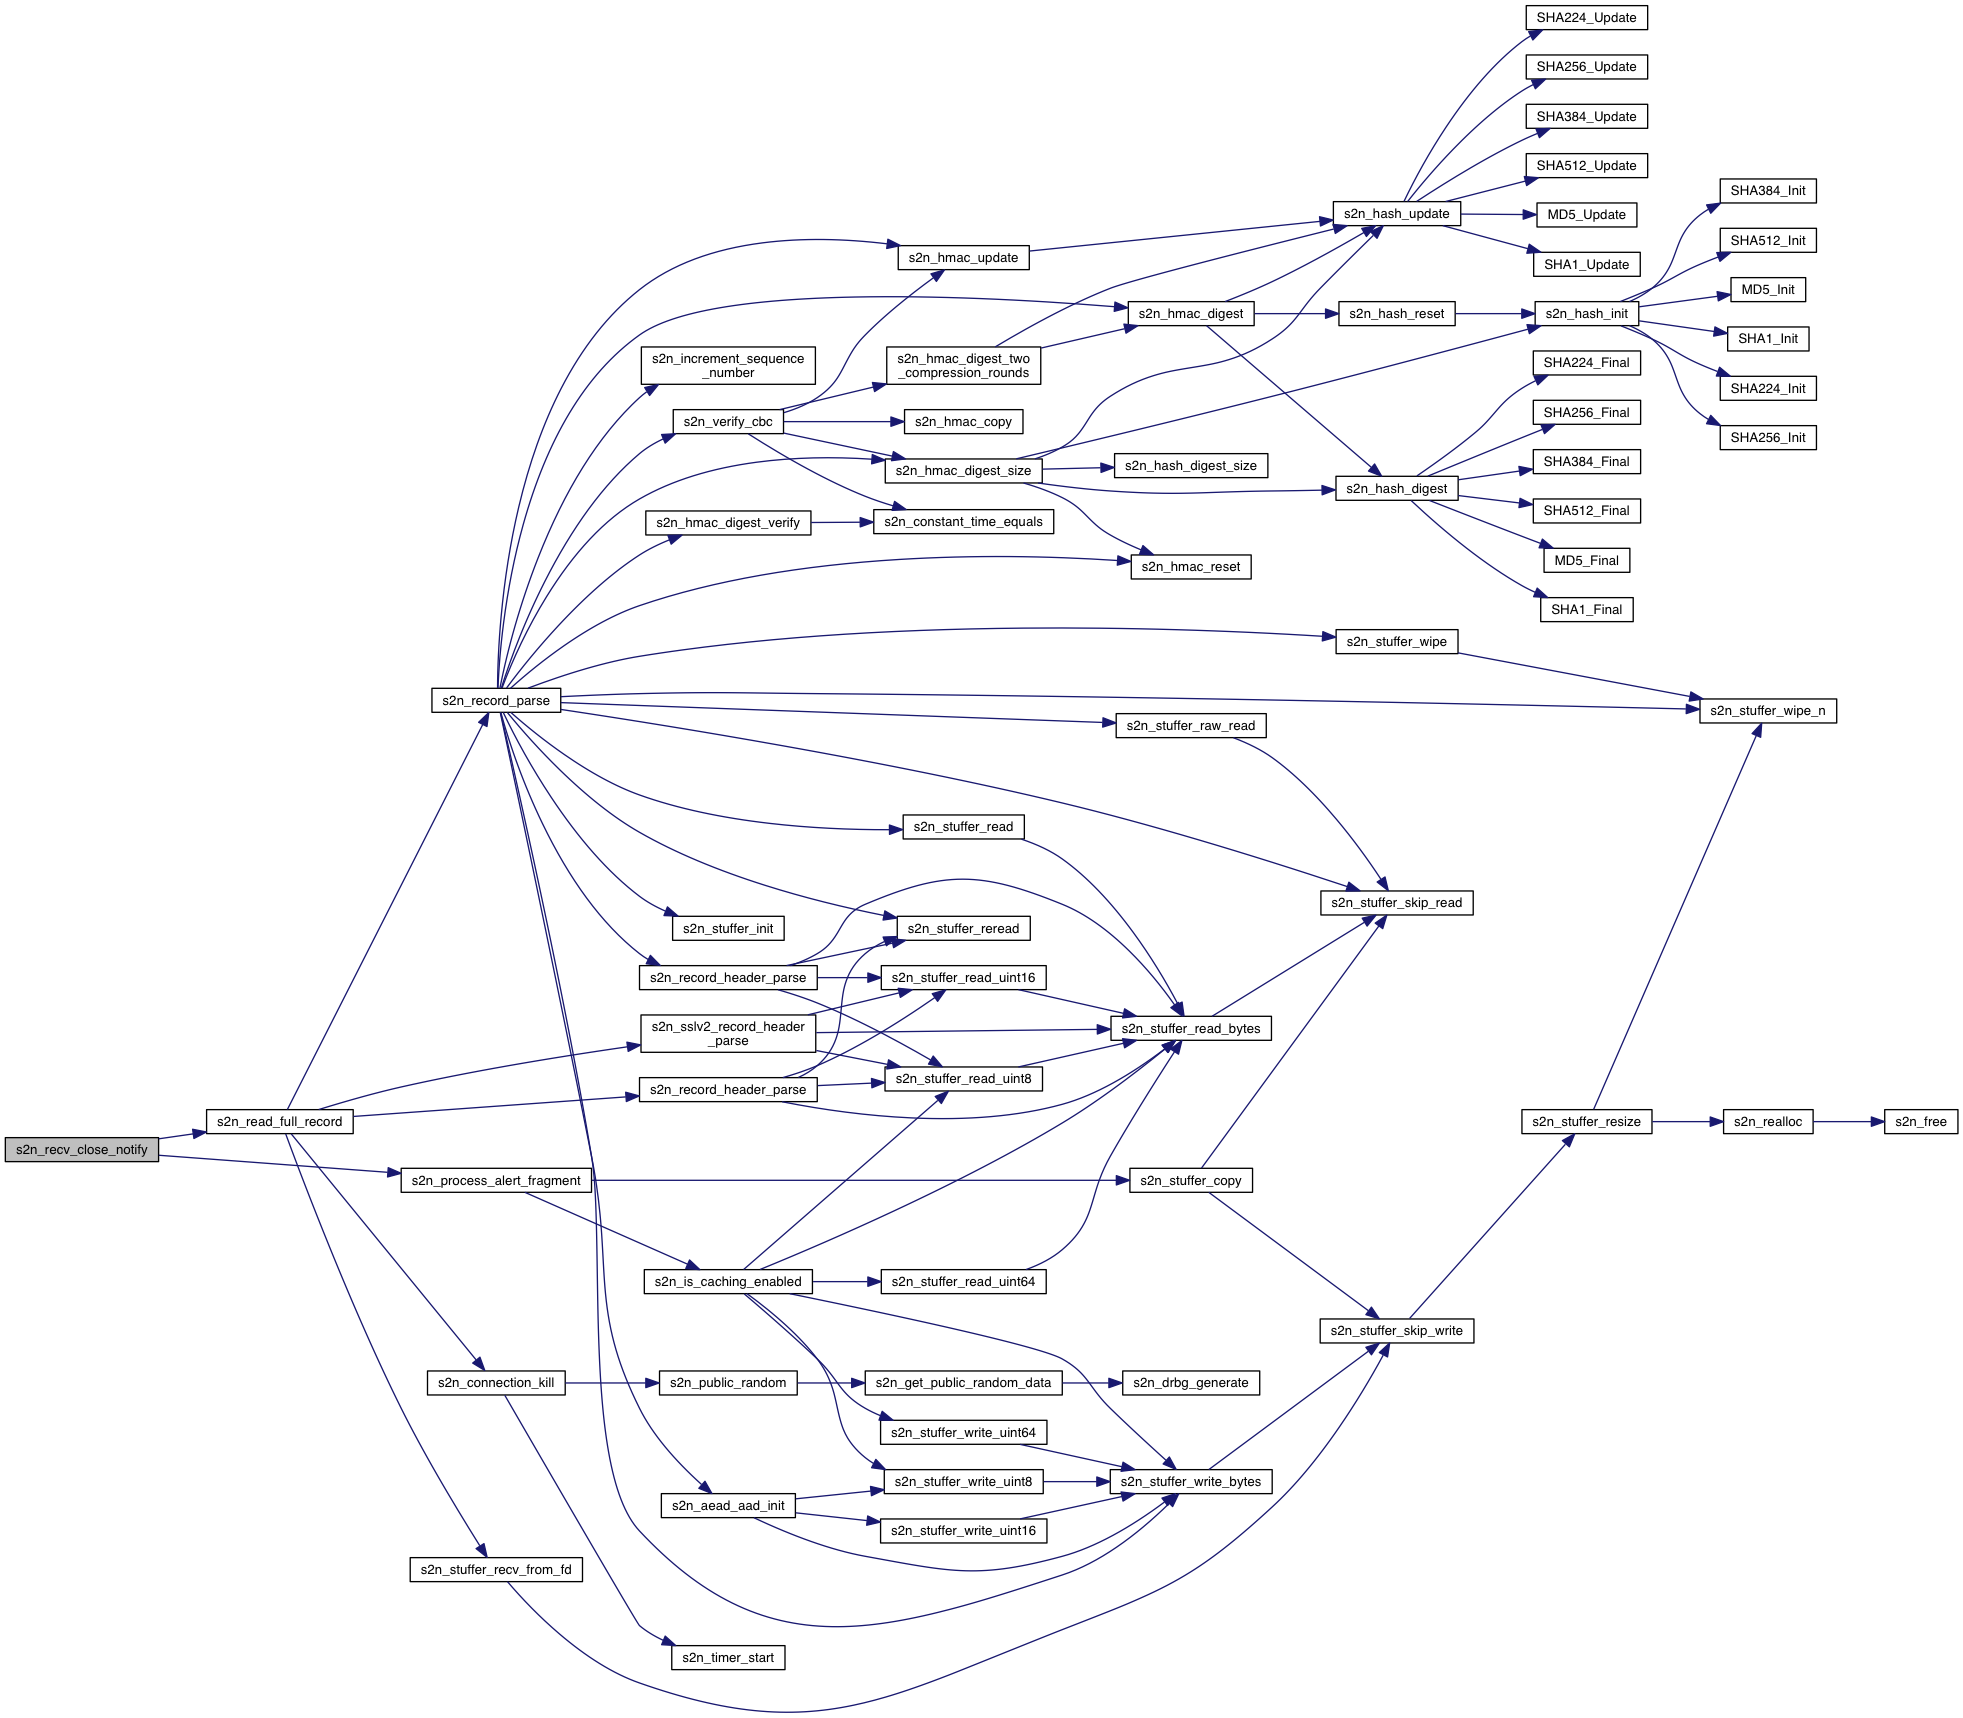 SHA224_Update
SHA256_Update
SHA384_Update
SHA512_Update
SHA384_Init
s2n_hash_update
MD5_Update
SHA512_Init
s2n_hmac_update
SHA1_Update
MD5_Init
s2n_hmac_digest
s2n_hash_reset
s2n_hash_init
SHA1_Init
s2n_increment_sequence
_number
s2n_hmac_digest_two
_compression_rounds
SHA224_Final
SHA224_Init
SHA256_Final
s2n_verify_cbc
s2n_hmac_copy
SHA256_Init
SHA384_Final
s2n_hmac_digest_size
s2n_hash_digest_size
s2n_hash_digest
SHA512_Final
s2n_hmac_digest_verify
s2n_constant_time_equals
MD5_Final
s2n_hmac_reset
SHA1_Final
s2n_stuffer_wipe
s2n_record_parse
s2n_stuffer_wipe_n
s2n_stuffer_raw_read
s2n_stuffer_read
s2n_stuffer_skip_read
s2n_stuffer_init
s2n_stuffer_reread
s2n_record_header_parse
s2n_stuffer_read_uint16
s2n_sslv2_record_header
_parse
s2n_stuffer_read_bytes
s2n_stuffer_read_uint8
s2n_record_header_parse
s2n_read_full_record
s2n_stuffer_resize
s2n_realloc
s2n_free
s2n_recv_close_notify
s2n_process_alert_fragment
s2n_stuffer_copy
s2n_is_caching_enabled
s2n_stuffer_read_uint64
s2n_stuffer_skip_write
s2n_connection_kill
s2n_public_random
s2n_get_public_random_data
s2n_drbg_generate
s2n_stuffer_write_uint64
s2n_stuffer_write_uint8
s2n_stuffer_write_bytes
s2n_aead_aad_init
s2n_stuffer_write_uint16
s2n_stuffer_recv_from_fd
s2n_timer_start